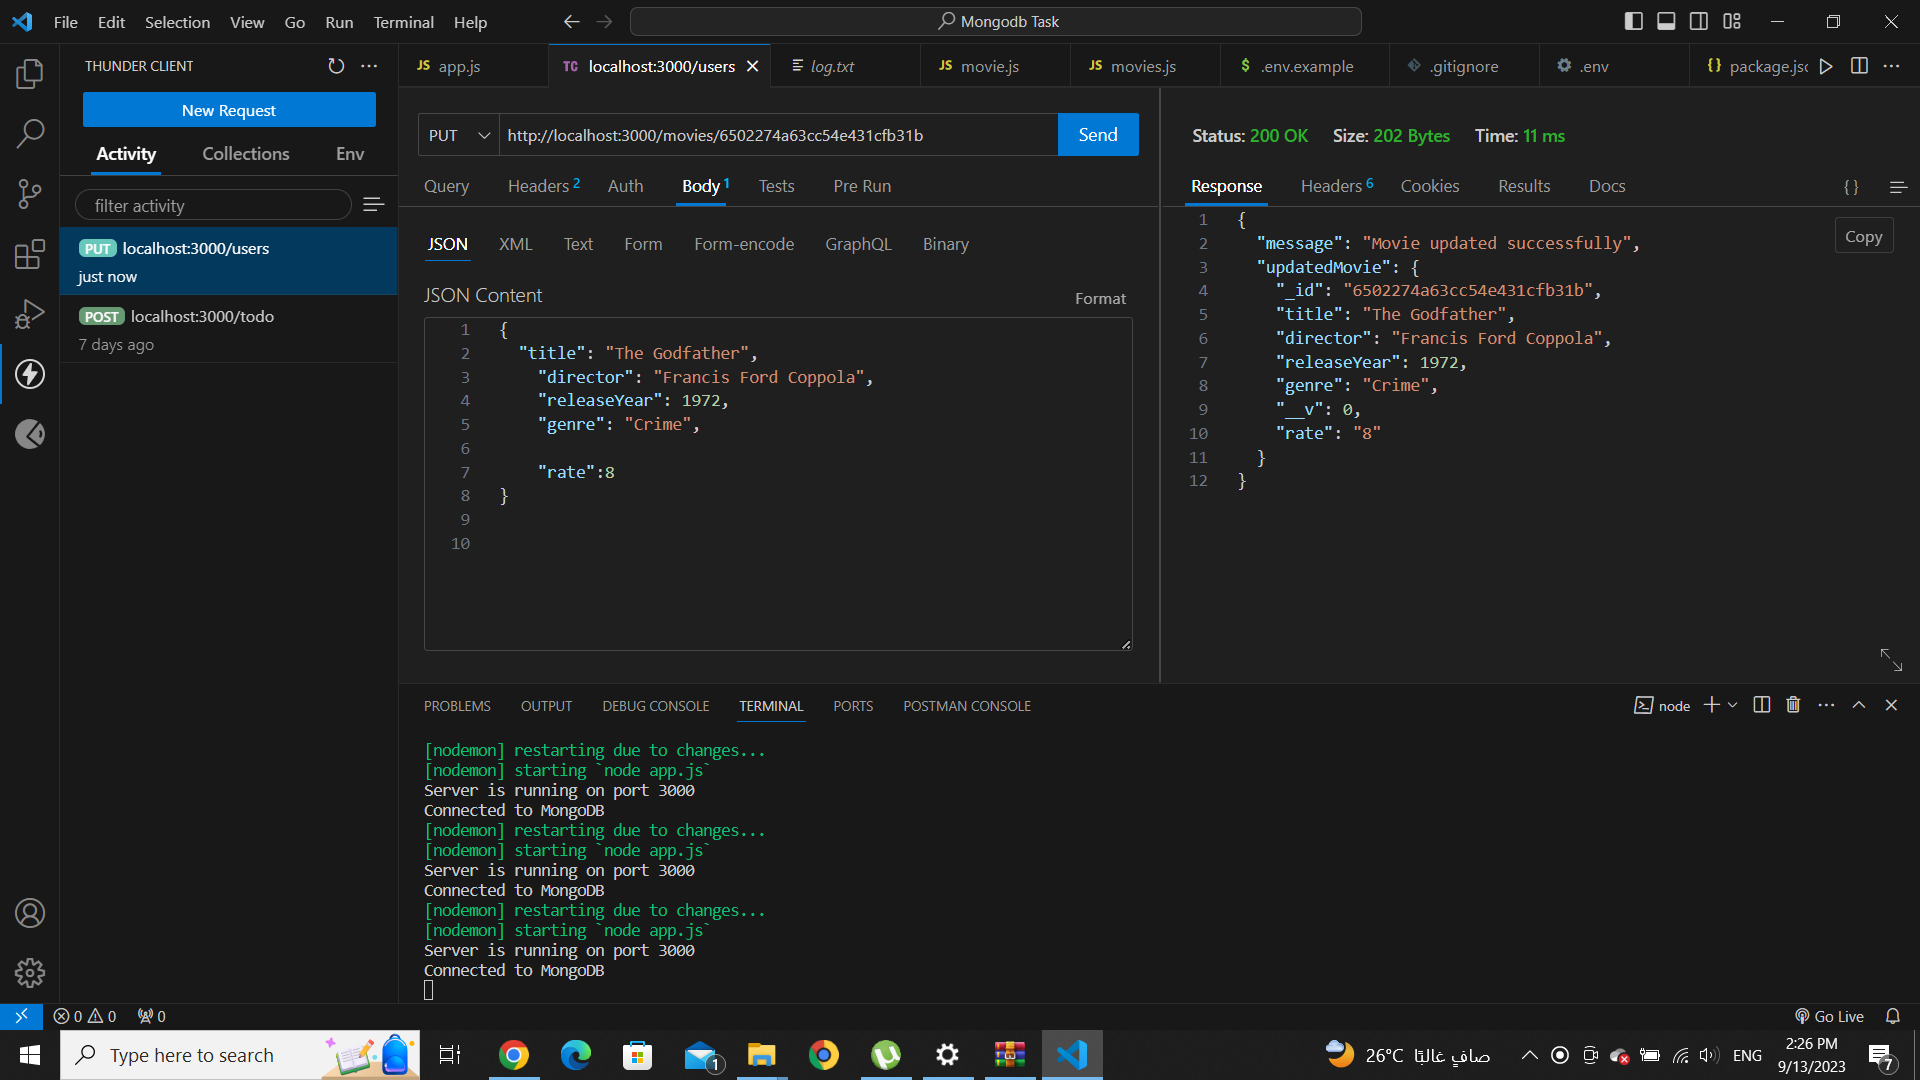 File Edit Selection View Go Run Terminal Help
Mongodb Task
THUNDER CLIENT
New Request
Activity Collections Env
filter activity
PUT localhost:3000/users
just now
POST localhost:3000/todo
7 days ago
JS app.js
TC localhost:3000/users
log.txt
JS movie.js
JS movies.js
$ .env.example
.gitignore
.env
{} package.jsc
PUT http://localhost:3000/movies/6502274a63cc54e431cfb31b Send
Query Headers 2 Auth Body 1 Tests Pre Run
JSON XML Text Form Form-encode GraphQL Binary
JSON Content
Format
1 {
2 "title": "The Godfather",
3 "director": "Francis Ford Coppola",
4 "releaseYear": 1972,
5 "genre": "Crime",
6
7 "rate":8
8 }
9
10
Status: 200 OK Size: 202 Bytes Time: 11 ms
Response Headers 6 Cookies Results Docs { }
Copy
1 {
2 "message": "Movie updated successfully",
3 "updatedMovie": {
4 "_id": "6502274a63cc54e431cfb31b",
5 "title": "The Godfather",
6 "director": "Francis Ford Coppola",
7 "releaseYear": 1972,
8 "genre": "Crime",
9 "__v": 0,
10 "rate": "8"
11 }
12 }
PROBLEMS OUTPUT DEBUG CONSOLE TERMINAL PORTS POSTMAN CONSOLE
node
[nodemon] restarting due to changes...
[nodemon] starting `node app.js`
Server is running on port 3000
Connected to MongoDB
[nodemon] restarting due to changes...
[nodemon] starting `node app.js`
Server is running on port 3000
Connected to MongoDB
[nodemon] restarting due to changes...
[nodemon] starting `node app.js`
Server is running on port 3000
Connected to MongoDB
0 0 0
Go Live
Type here to search
1
26°C صافٍ غالبًا
ENG
2:26 PM
9/13/2023
7